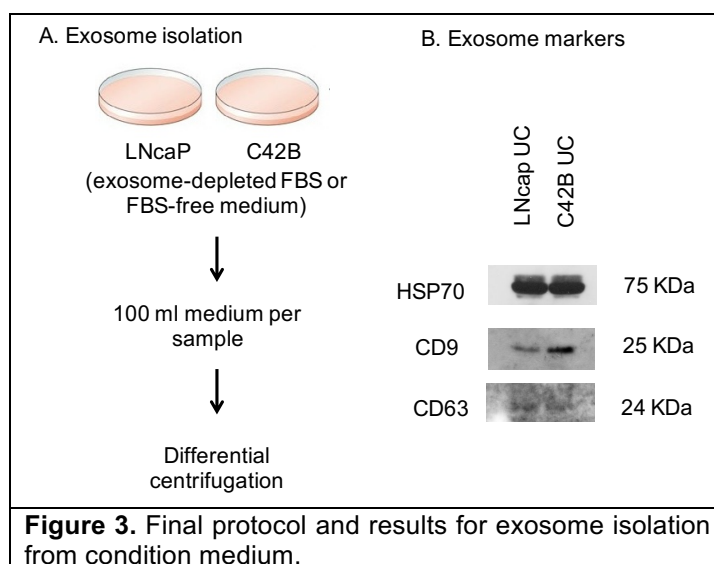 A. Exosome isolation
LNcaP
C42B
(exosome-depleted FBS or
FBS-free medium)
100 ml medium per
sample
Differential
centrifugation
B. Exosome markers
LNcap UC
C42B UC
HSP70
75 KDa
CD9
25 KDa
CD63
24 KDa
Figure 3. Final protocol and results for exosome isolation
from condition medium.